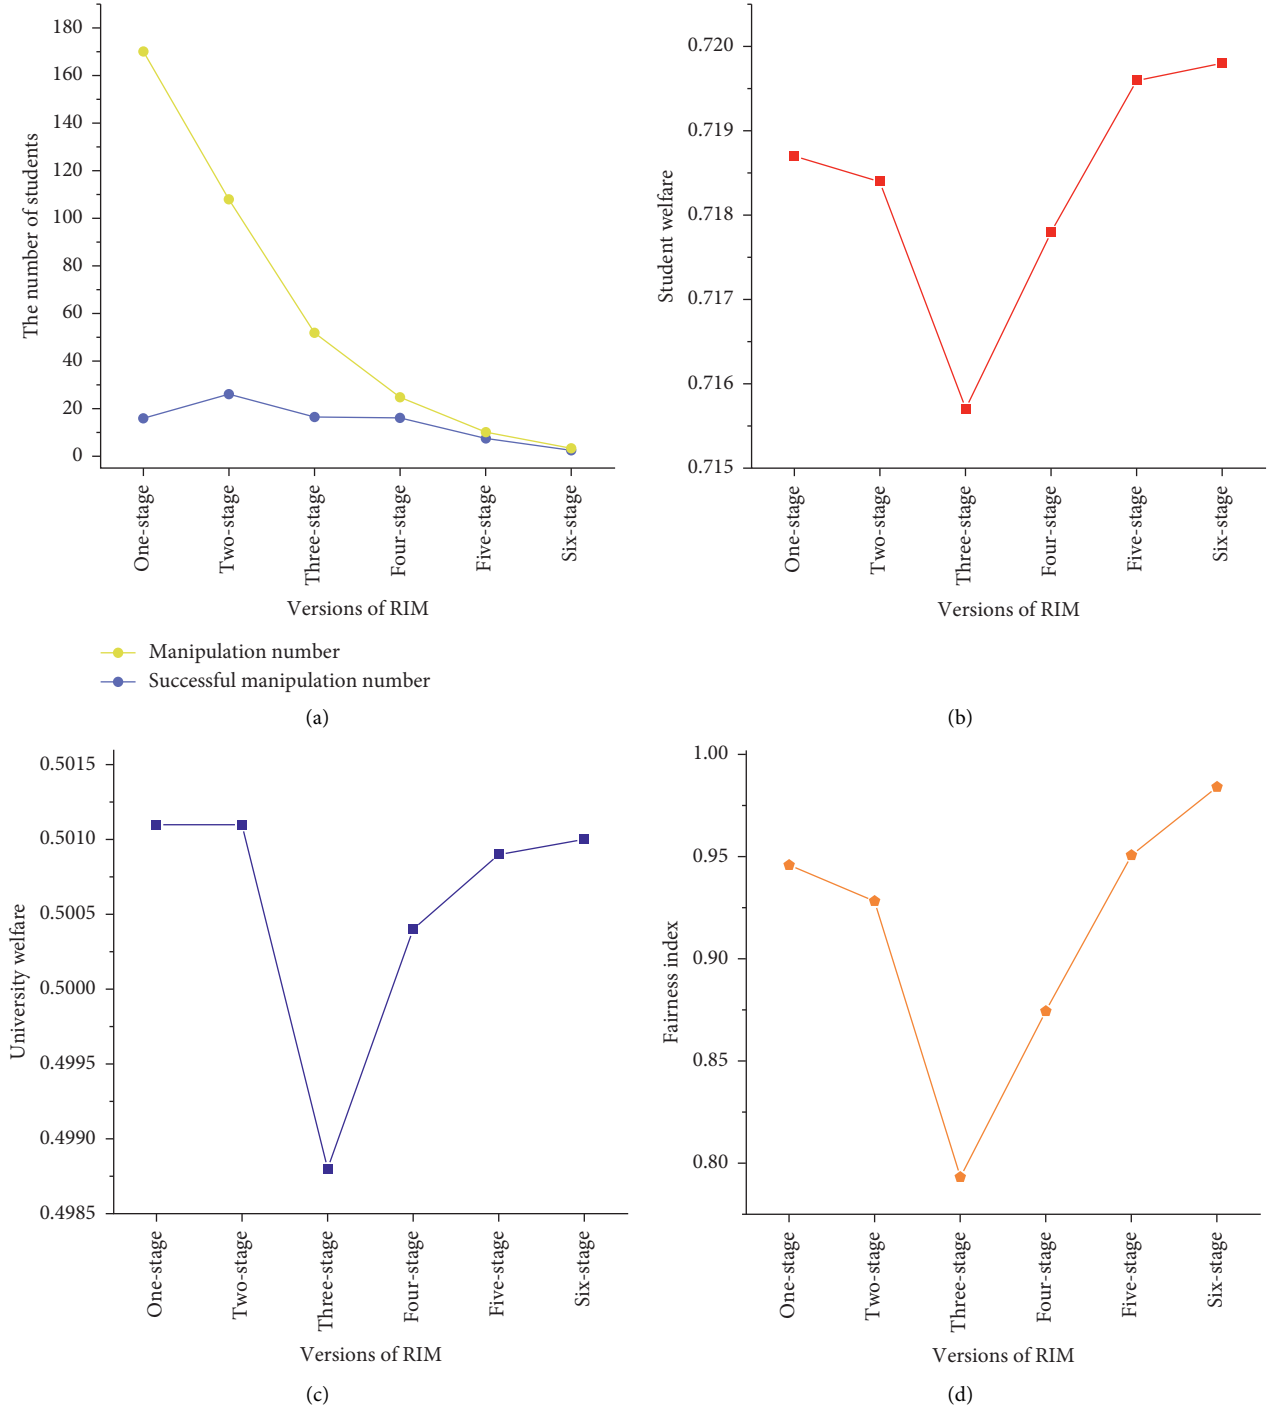 The number of students
180
160
140
120
100
80
60
40
20
0
One-stage
Two-stage
Three-stage
Four-stage
Five-stage
Six-stage
Versions of RIM
Manipulation number
Successful manipulation number
(a)
Student welfare
0.720
0.719
0.718
0.717
0.716
0.715
One-stage
Two-stage
Three-stage
Four-stage
Five-stage
Six-stage
Versions of RIM
(b)
University welfare
0.5015
0.5010
0.5005
0.5000
0.4995
0.4990
0.4985
One-stage
Two-stage
Three-stage
Four-stage
Five-stage
Six-stage
Versions of RIM
(c)
Fairness index
1.00
0.95
0.90
0.85
0.80
One-stage
Two-stage
Three-stage
Four-stage
Five-stage
Six-stage
Versions of RIM
(d)